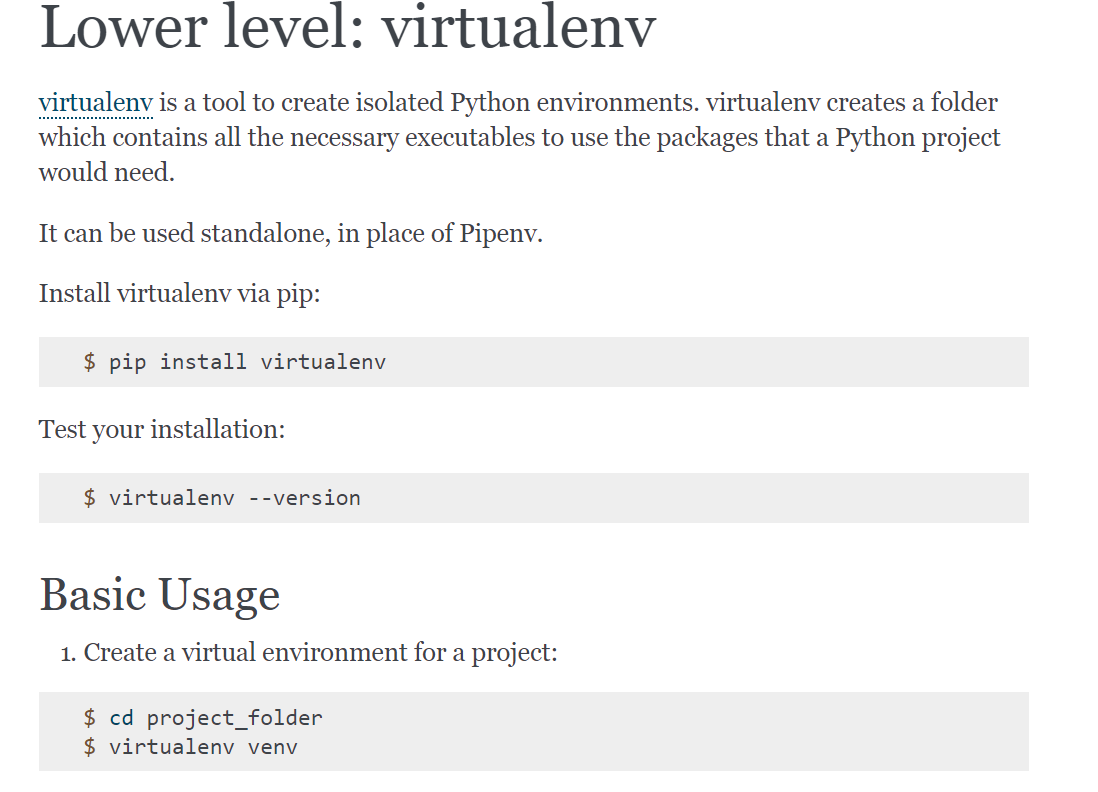 Lower level: virtualenv
virtualenv is a tool to create isolated Python environments. virtualenv creates a folder
which contains all the necessary executables to use the packages that a Python project
would need.
It can be used standalone, in place of Pipenv.
Install virtualenv via pip:
$ pip install virtualenv
Test your installation:
$ virtualenv --version
Basic Usage
1. Create a virtual environment for a project:
$ cd project_folder
$ virtualenv venv